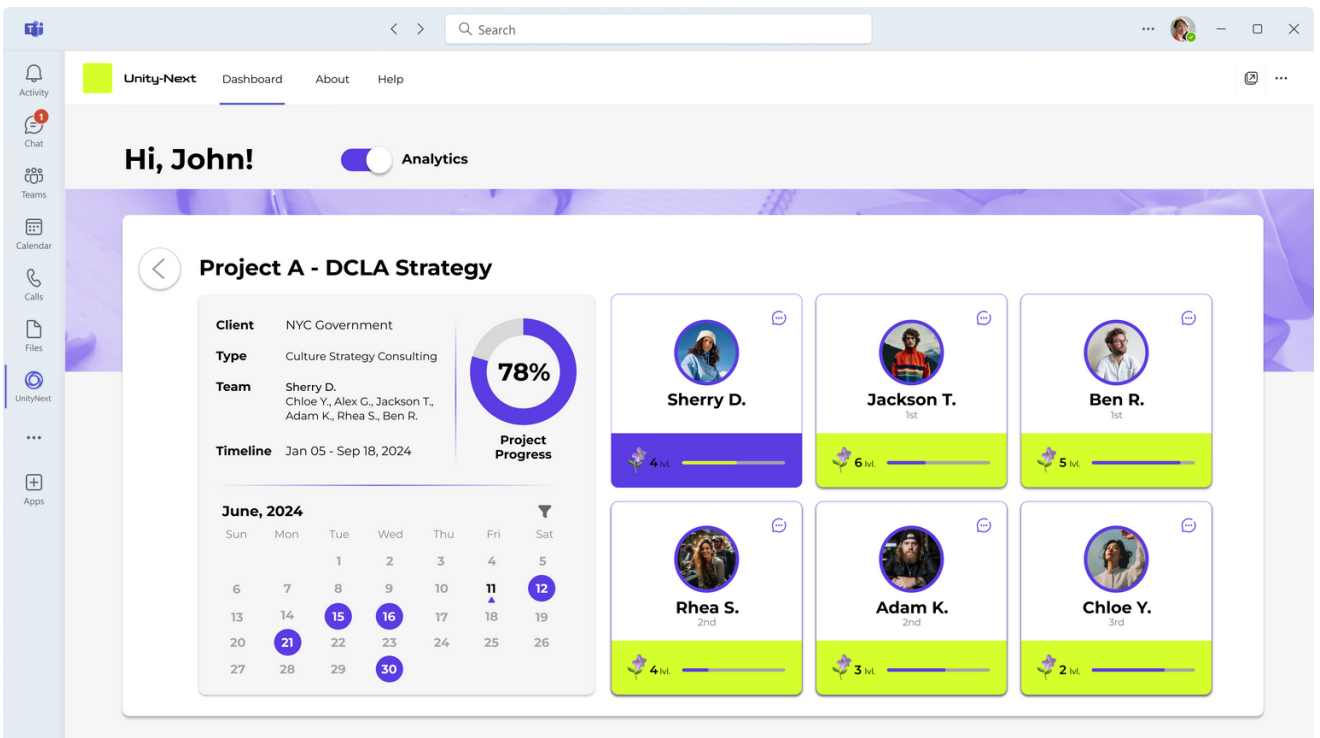 Search
Activity
1
Chat
Teams
Calendar
Calls
Files
UnityNext
Apps
Unity-Next Dashboard About Help
Hi, John!
Analytics
Project A - DCLA Strategy
Client NYC Government
Type Culture Strategy Consulting
Team Sherry D.
Chloe Y., Alex G., Jackson T.,
Adam K., Rhea S., Ben R.
Timeline Jan 05 - Sep 18, 2024
78%
Project
Progress
June, 2024
Sun Mon Tue Wed Thu Fri Sat
1 2 3 4 5
6 7 8 9 10 11 12
13 14 15 16 17 18 19
20 21 22 23 24 25 26
27 28 29 30
Sherry D.
4 lvl.
Jackson T.
1st
6 lvl.
Ben R.
1st
5 lvl.
Rhea S.
2nd
4 lvl.
Adam K.
2nd
3 lvl.
Chloe Y.
3rd
2 lvl.